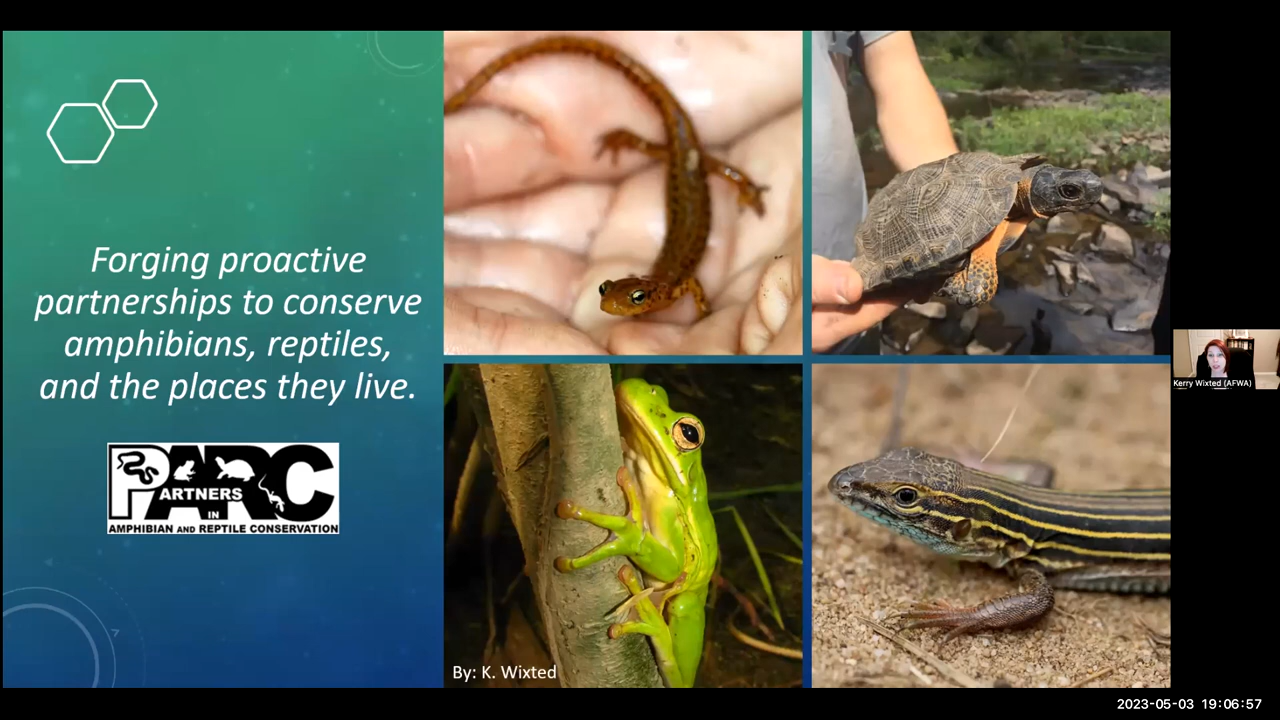 Forging proactive
partnerships to conserve
amphibians, reptiles,
and the places they live.
PARC
PARTNERS
IN
AMPHIBIAN AND REPTILE CONSERVATION
By: K. Wixted
Kerry Wixted (AFWA)
2023-05-03 19:06:57